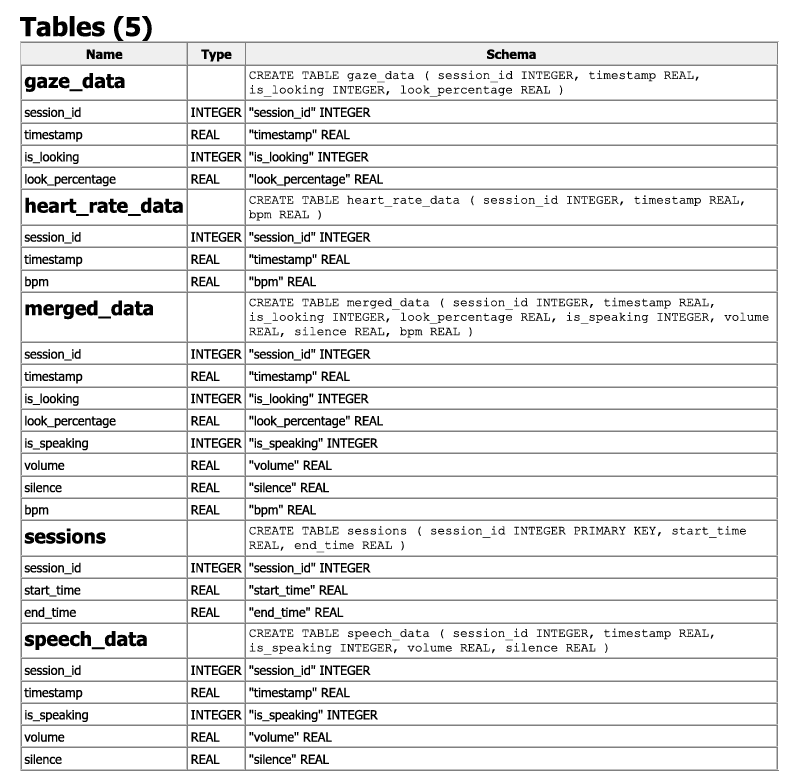 Tables (5)
Name Type Schema
gaze_data CREATE TABLE gaze_data ( session_id INTEGER, timestamp REAL,
is_looking INTEGER, look_percentage REAL )
session_id INTEGER "session_id" INTEGER
timestamp REAL "timestamp" REAL
is_looking INTEGER "is_looking" INTEGER
look_percentage REAL "look_percentage" REAL
heart_rate_data CREATE TABLE heart_rate_data ( session_id INTEGER, timestamp REAL,
bpm REAL )
session_id INTEGER "session_id" INTEGER
timestamp REAL "timestamp" REAL
bpm REAL "bpm" REAL
merged_data CREATE TABLE merged_data ( session_id INTEGER, timestamp REAL,
is_looking INTEGER, look_percentage REAL, is_speaking INTEGER, volume
REAL, silence REAL, bpm REAL )
session_id INTEGER "session_id" INTEGER
timestamp REAL "timestamp" REAL
is_looking INTEGER "is_looking" INTEGER
look_percentage REAL "look_percentage" REAL
is_speaking INTEGER "is_speaking" INTEGER
volume REAL "volume" REAL
silence REAL "silence" REAL
bpm REAL "bpm" REAL
sessions CREATE TABLE sessions ( session_id INTEGER PRIMARY KEY, start_time
REAL, end_time REAL )
session_id INTEGER "session_id" INTEGER
start_time REAL "start_time" REAL
end_time REAL "end_time" REAL
speech_data CREATE TABLE speech_data ( session_id INTEGER, timestamp REAL,
is_speaking INTEGER, volume REAL, silence REAL )
session_id INTEGER "session_id" INTEGER
timestamp REAL "timestamp" REAL
is_speaking INTEGER "is_speaking" INTEGER
volume REAL "volume" REAL
silence REAL "silence" REAL